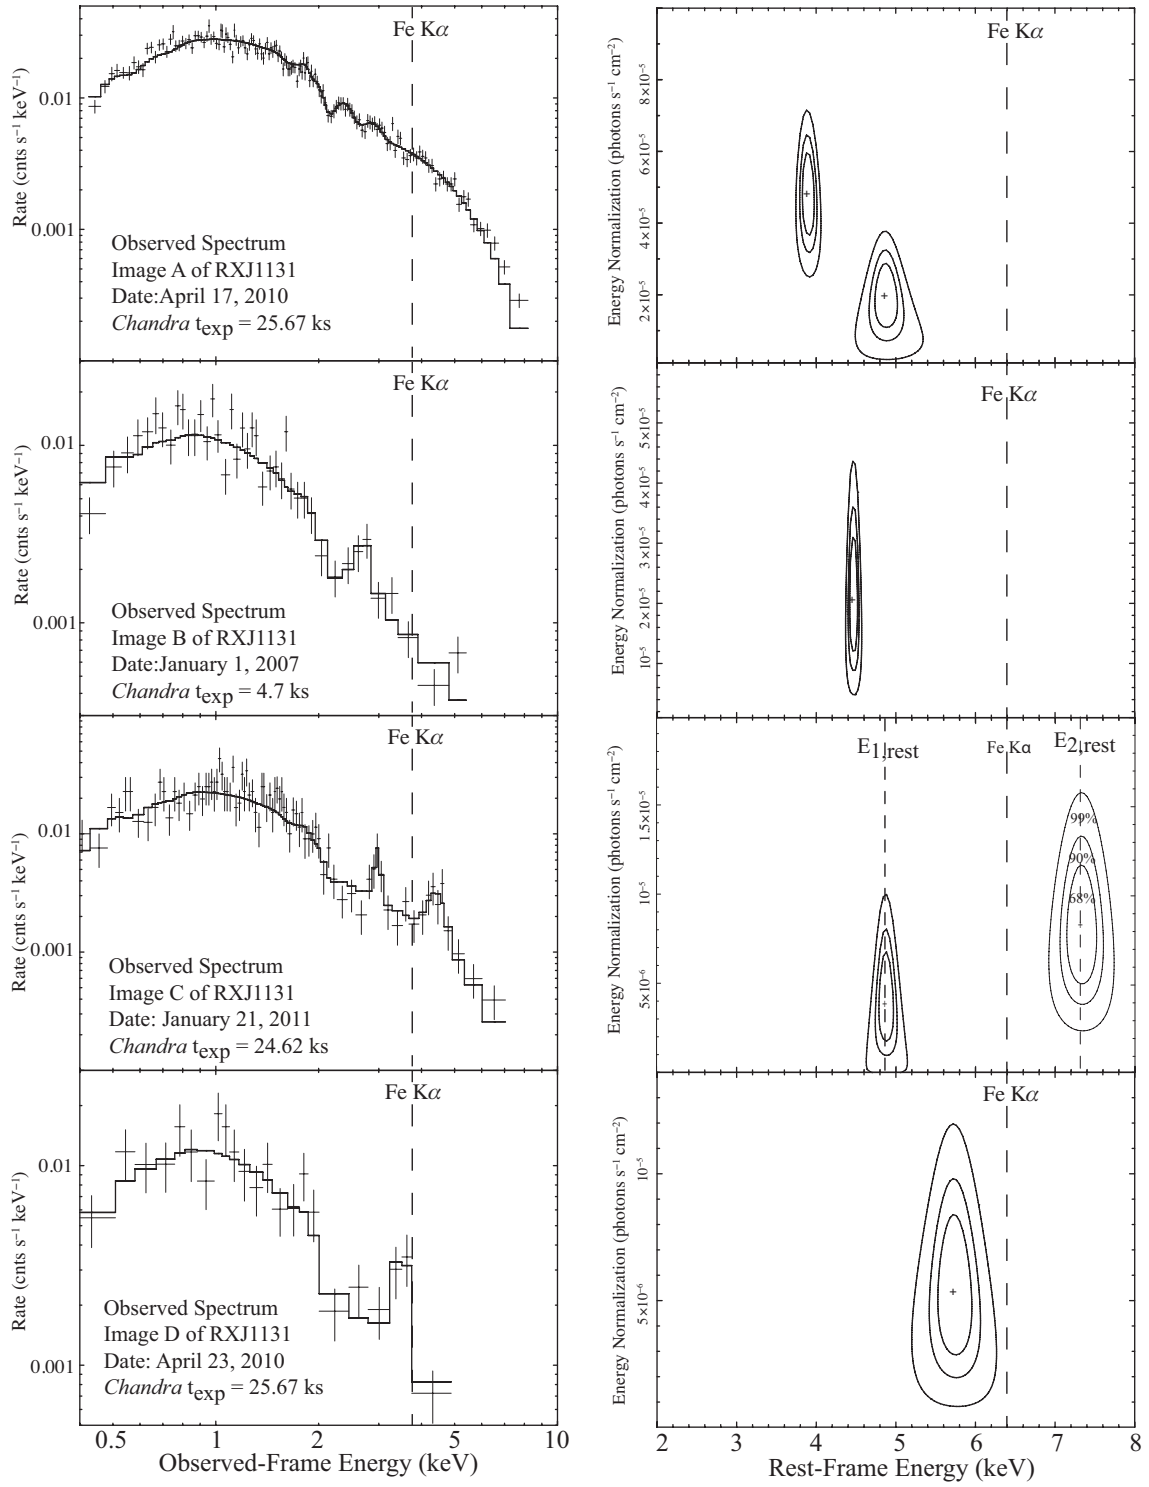 Fe Kα
Rate (cnts s⁻¹ keV⁻¹)
0.01
0.001
Observed Spectrum
Image A of RXJ1131
Date:April 17, 2010
Chandra texp = 25.67 ks
Fe Kα
Energy Normalization (photons s⁻¹ cm⁻²)
8×10⁻⁵
6×10⁻⁵
4×10⁻⁵
2×10⁻⁵
Fe Kα
Rate (cnts s⁻¹ keV⁻¹)
0.01
0.001
Observed Spectrum
Image B of RXJ1131
Date:January 1, 2007
Chandra texp = 4.7 ks
Fe Kα
Energy Normalization (photons s⁻¹ cm⁻²)
5×10⁻⁵
4×10⁻⁵
3×10⁻⁵
2×10⁻⁵
10⁻⁵
Fe Kα
Rate (cnts s⁻¹ keV⁻¹)
0.01
0.001
Observed Spectrum
Image C of RXJ1131
Date: January 21, 2011
Chandra texp = 24.62 ks
E1,rest
Fe Kα
E2,rest
Energy Normalization (photons s⁻¹ cm⁻²)
1.5×10⁻⁵
10⁻⁵
5×10⁻⁶
99%
90%
68%
Fe Kα
Rate (cnts s⁻¹ keV⁻¹)
0.01
0.001
Observed Spectrum
Image D of RXJ1131
Date: April 23, 2010
Chandra texp = 25.67 ks
0.5 1 2 5 10
Observed-Frame Energy (keV)
Fe Kα
Energy Normalization (photons s⁻¹ cm⁻²)
10⁻⁵
5×10⁻⁶
2 3 4 5 6 7 8
Rest-Frame Energy (keV)